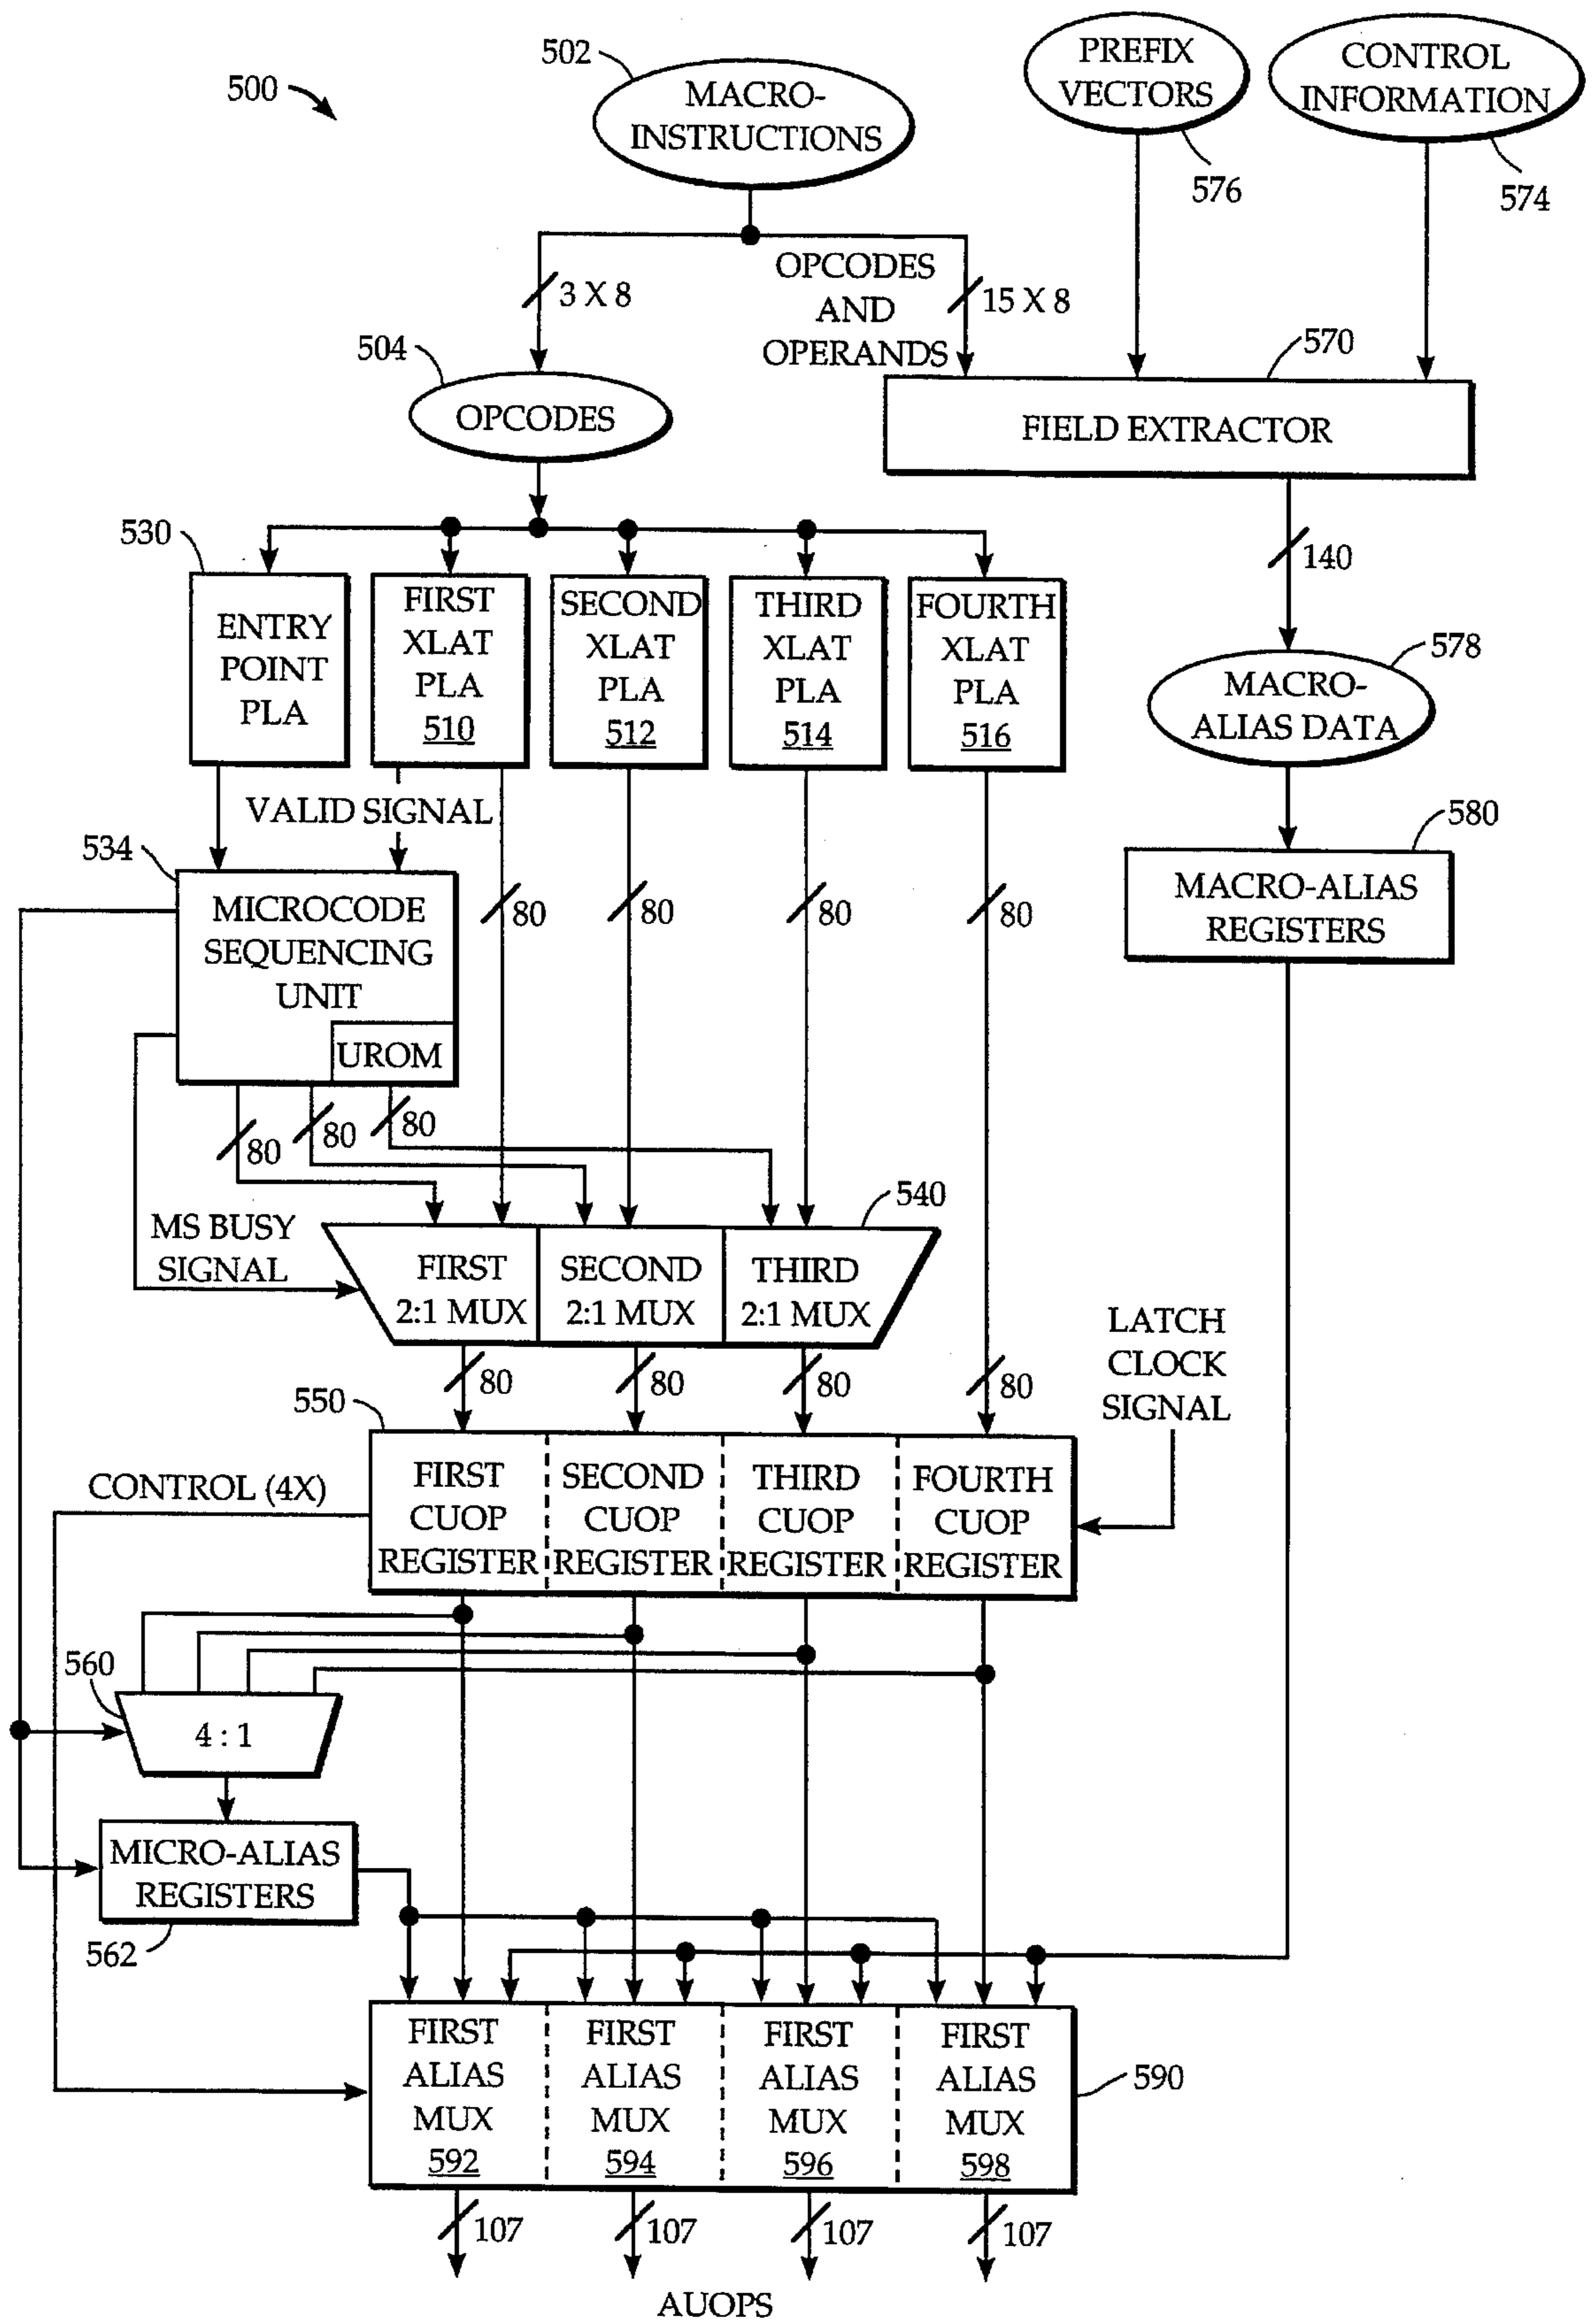 500
502
MACRO-
INSTRUCTIONS
PREFIX
VECTORS
576
CONTROL
INFORMATION
574
3 X 8
OPCODES
AND
OPERANDS
15 X 8
504
OPCODES
570
FIELD EXTRACTOR
140
578
MACRO-
ALIAS DATA
580
MACRO-ALIAS
REGISTERS
530
ENTRY
POINT
PLA
FIRST
XLAT
PLA
510
SECOND
XLAT
PLA
512
THIRD
XLAT
PLA
514
FOURTH
XLAT
PLA
516
VALID SIGNAL
534
MICROCODE
SEQUENCING
UNIT
UROM
80
80
80
80
80
80
80
MS BUSY
SIGNAL
540
FIRST
2:1 MUX
SECOND
2:1 MUX
THIRD
2:1 MUX
80
80
80
80
LATCH
CLOCK
SIGNAL
550
CONTROL (4X)
FIRST
CUOP
REGISTER
SECOND
CUOP
REGISTER
THIRD
CUOP
REGISTER
FOURTH
CUOP
REGISTER
560
4 : 1
MICRO-ALIAS
REGISTERS
562
FIRST
ALIAS
MUX
592
FIRST
ALIAS
MUX
594
FIRST
ALIAS
MUX
596
FIRST
ALIAS
MUX
598
590
107
107
107
107
AUOPS